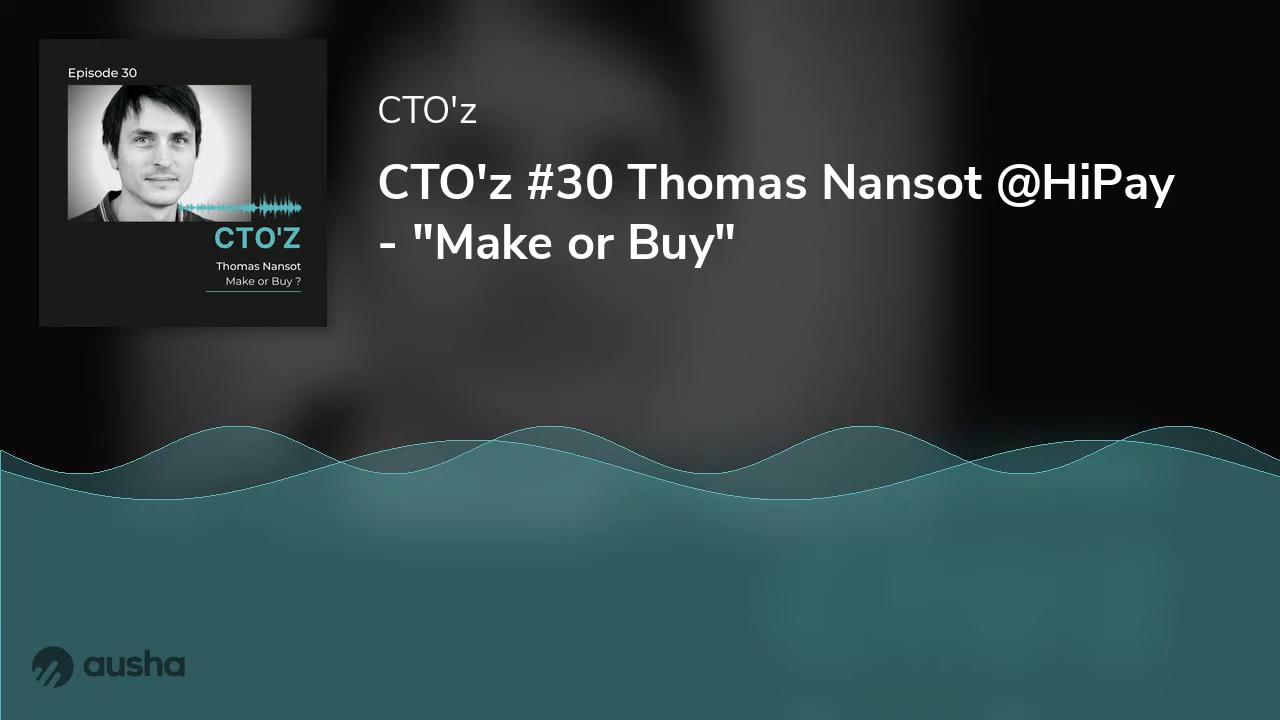 Episode 30
CTO'Z
Thomas Nansot
Make or Buy ?
CTO'z
CTO'z #30 Thomas Nansot @HiPay
- "Make or Buy"
ausha